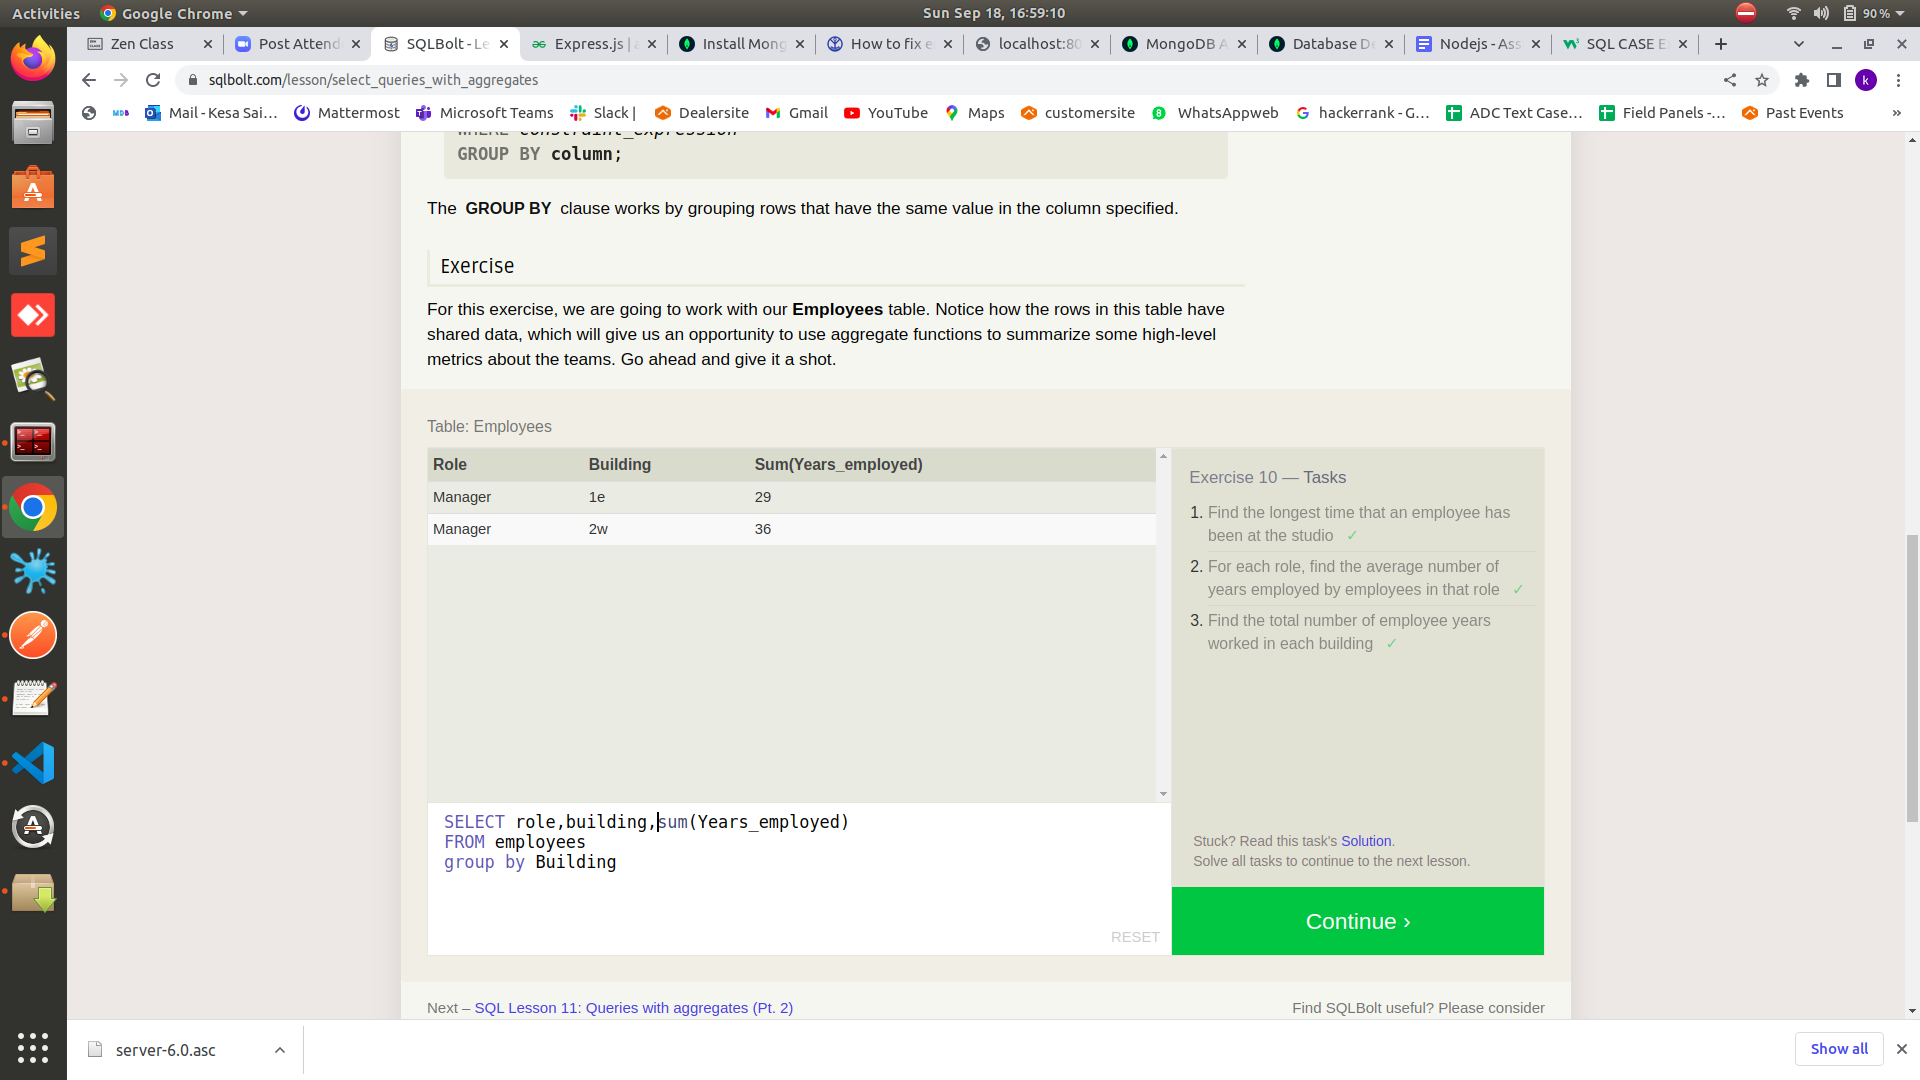 Activities
Google Chrome
Sun Sep 18, 16:59:10
90 %
Zen Class
Post Attend
SQLBolt - Le
Express.js | a
Install Mong
How to fix e
localhost:80
MongoDB A
Database De
Nodejs - Ass
SQL CASE E
sqlbolt.com/lesson/select_queries_with_aggregates
k
MDB
Mail - Kesa Sai...
Mattermost
Microsoft Teams
Slack |
Dealersite
Gmail
YouTube
Maps
customersite
WhatsAppweb
hackerrank - G...
ADC Text Case...
Field Panels -...
Past Events
»
WHERE constraint_expression
GROUP BY column;
The GROUP BY clause works by grouping rows that have the same value in the column specified.
Exercise
For this exercise, we are going to work with our Employees table. Notice how the rows in this table have
shared data, which will give us an opportunity to use aggregate functions to summarize some high-level
metrics about the teams. Go ahead and give it a shot.
Table: Employees
Role Building Sum(Years_employed)
Manager 1e 29
Manager 2w 36
Exercise 10 — Tasks
1. Find the longest time that an employee has
been at the studio ✓
2. For each role, find the average number of
years employed by employees in that role ✓
3. Find the total number of employee years
worked in each building ✓
SELECT role,building,sum(Years_employed)
FROM employees
group by Building
RESET
Stuck? Read this task's Solution.
Solve all tasks to continue to the next lesson.
Continue ›
Next – SQL Lesson 11: Queries with aggregates (Pt. 2)
Find SQLBolt useful? Please consider
server-6.0.asc
Show all